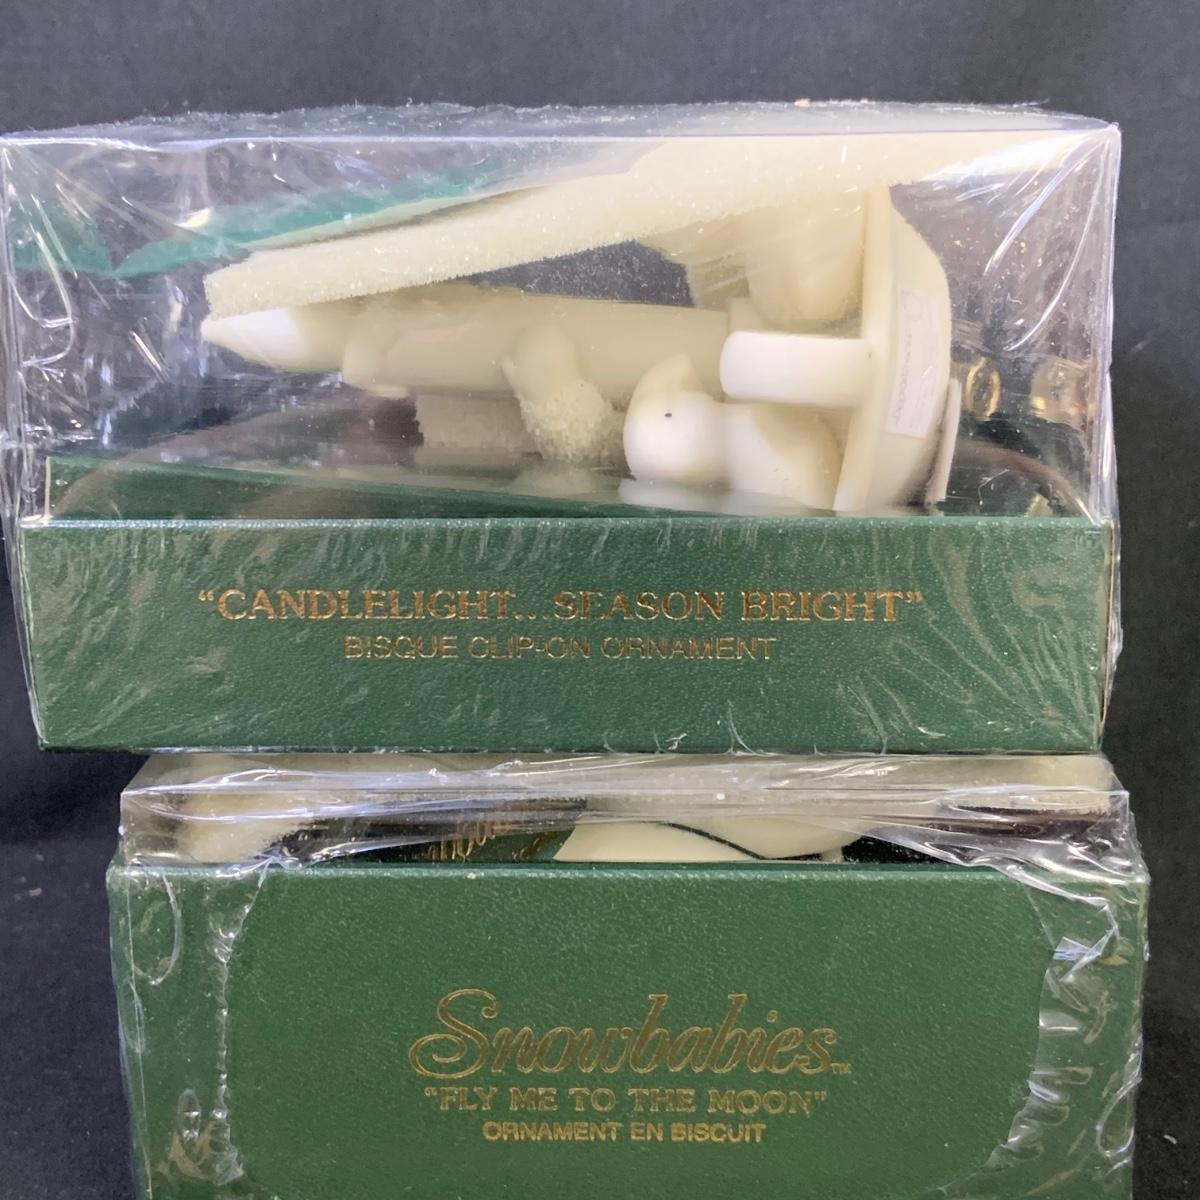 "CANDLELIGHT...SEASON BRIGHT"
BISQUE CLIP-ON ORNAMENT
Snowbabies™
"FLY ME TO THE MOON"
ORNAMENT EN BISCUIT